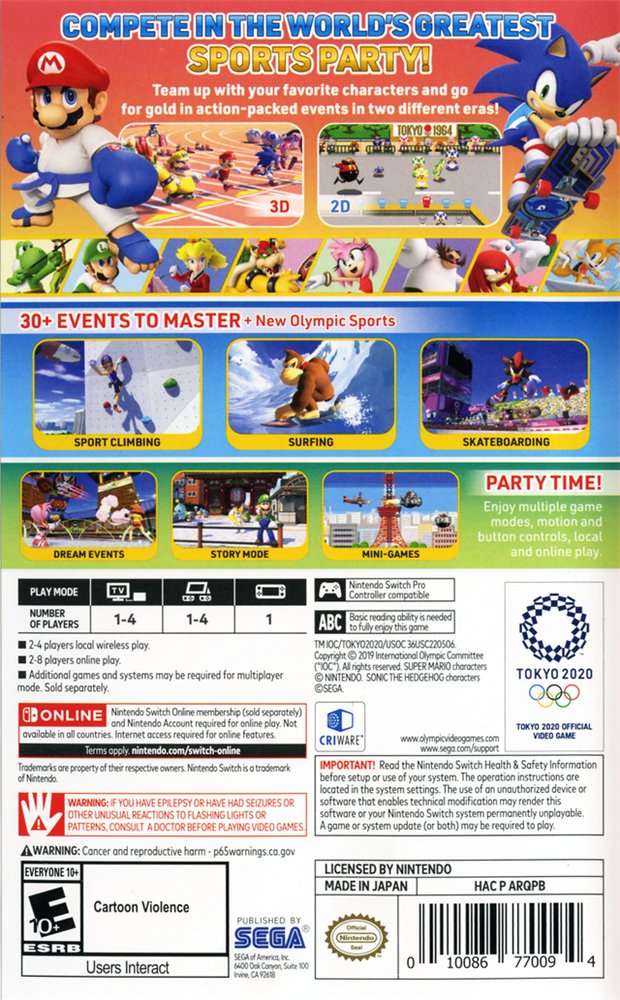 COMPETE IN THE WORLD'S GREATEST
SPORTS PARTY!
Team up with your favorite characters and go
for gold in action-packed events in two different eras!
TOKYO 1964
3D
2D
30+ EVENTS TO MASTER + New Olympic Sports
SPORT CLIMBING
SURFING
SKATEBOARDING
PARTY TIME!
Enjoy multiple game
modes, motion and
button controls, local
and online play.
DREAM EVENTS
STORY MODE
MINI-GAMES
PLAY MODE
TV
NUMBER
OF PLAYERS
1-4
1-4
1
■ 2-4 players local wireless play.
■ 2-8 players online play.
■ Additional games and systems may be required for multiplayer
mode. Sold separately.
ONLINE
Nintendo Switch Online membership (sold separately)
and Nintendo Account required for online play. Not
available in all countries. Internet access required for online features.
Terms apply. nintendo.com/switch-online
Trademarks are property of their respective owners. Nintendo Switch is a trademark
of Nintendo.
WARNING: IF YOU HAVE EPILEPSY OR HAVE HAD SEIZURES OR
OTHER UNUSUAL REACTIONS TO FLASHING LIGHTS OR
PATTERNS, CONSULT A DOCTOR BEFORE PLAYING VIDEO GAMES.
WARNING: Cancer and reproductive harm - p65warnings.ca.gov
EVERYONE 10+
E
10+
ESRB
Cartoon Violence
Users Interact
PUBLISHED BY
SEGA®
SEGA of America, Inc.
6400 Oak Canyon, Suite 100
Irvine, CA 92618
Nintendo Switch Pro
Controller compatible
ABC
Basic reading ability is needed
to fully enjoy this game
TM IOC/TOKYO2020/USOC 36USC220506.
Copyright © 2019 International Olympic Committee
("IOC"). All rights reserved. SUPER MARIO characters
© NINTENDO. SONIC THE HEDGEHOG characters
©SEGA.
CRIWARE™
www.olympicvideogames.com
www.sega.com/support
TOKYO 2020
TOKYO 2020 OFFICIAL
VIDEO GAME
IMPORTANT! Read the Nintendo Switch Health & Safety Information
before setup or use of your system. The operation instructions are
located in the system settings. The use of an unauthorized device or
software that enables technical modification may render this
software or your Nintendo Switch system permanently unplayable.
A game or system update (or both) may be required to play.
LICENSED BY NINTENDO
MADE IN JAPAN
HAC P ARQPB
Official
Nintendo
Seal
0 10086 77009 4